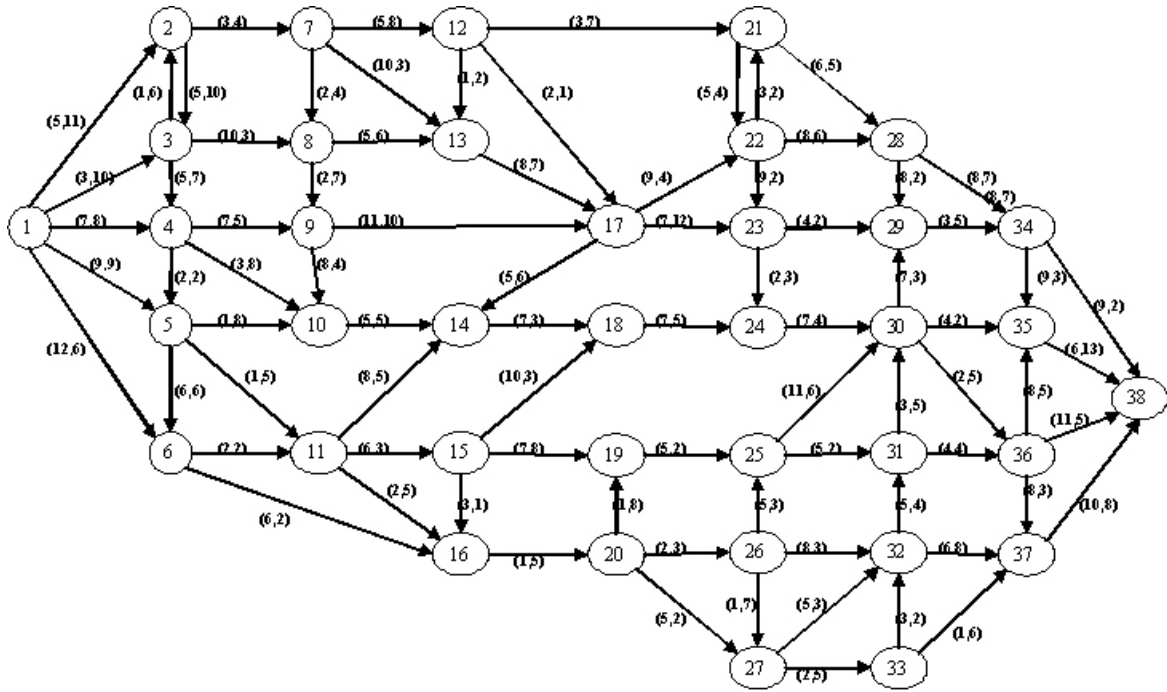 2 (3,4) 7 (5,8) 12 (3,7) 21
(10,3) (6,5)
(1,6) (5,10) (2,4) (1,2) (2,1) (5,4) (3,2)
(5,11)
3 (10,3) 8 (5,6) 13 22 (8,6) 28
(3,10) (5,7) (2,7) (8,7) (9,4) (9,2) (8,2) (8,7)
(8,7)
1 (7,8) 4 (7,5) 9 (11,10) 17 (7,12) 23 (4,2) 29 (3,5) 34
(9,9) (2,2) (3,8) (8,4) (5,6) (2,3) (7,3) (9,3)
(9,2)
5 (1,8) 10 (5,5) 14 (7,3) 18 (7,5) 24 (7,4) 30 (4,2) 35
(12,6) (1,5) (8,5) (10,3) (11,6) (2,5) (6,13)
(6,6) (3,5) (8,5) 38
(11,5)
6 (2,2) 11 (6,3) 15 (7,8) 19 (5,2) 25 (5,2) 31 (4,4) 36
(2,5) (3,1) (1,8) (5,3) (5,4) (8,3) (10,8)
(6,2)
16 (1,5) 20 (2,3) 26 (8,3) 32 (6,8) 37
(5,2) (1,7) (5,3) (3,2) (1,6)
27 (2,5) 33